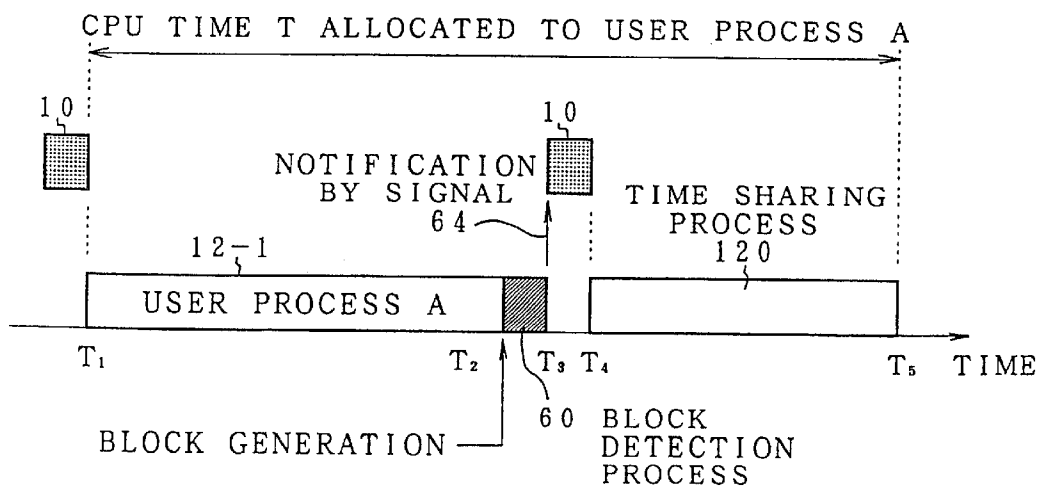 CPU TIME T ALLOCATED TO USER PROCESS A
10
10
NOTIFICATION
BY SIGNAL
64
TIME SHARING
PROCESS
120
12-1
USER PROCESS A
T₁
T₂
T₃
T₄
T₅
TIME
BLOCK GENERATION
60 BLOCK
DETECTION
PROCESS